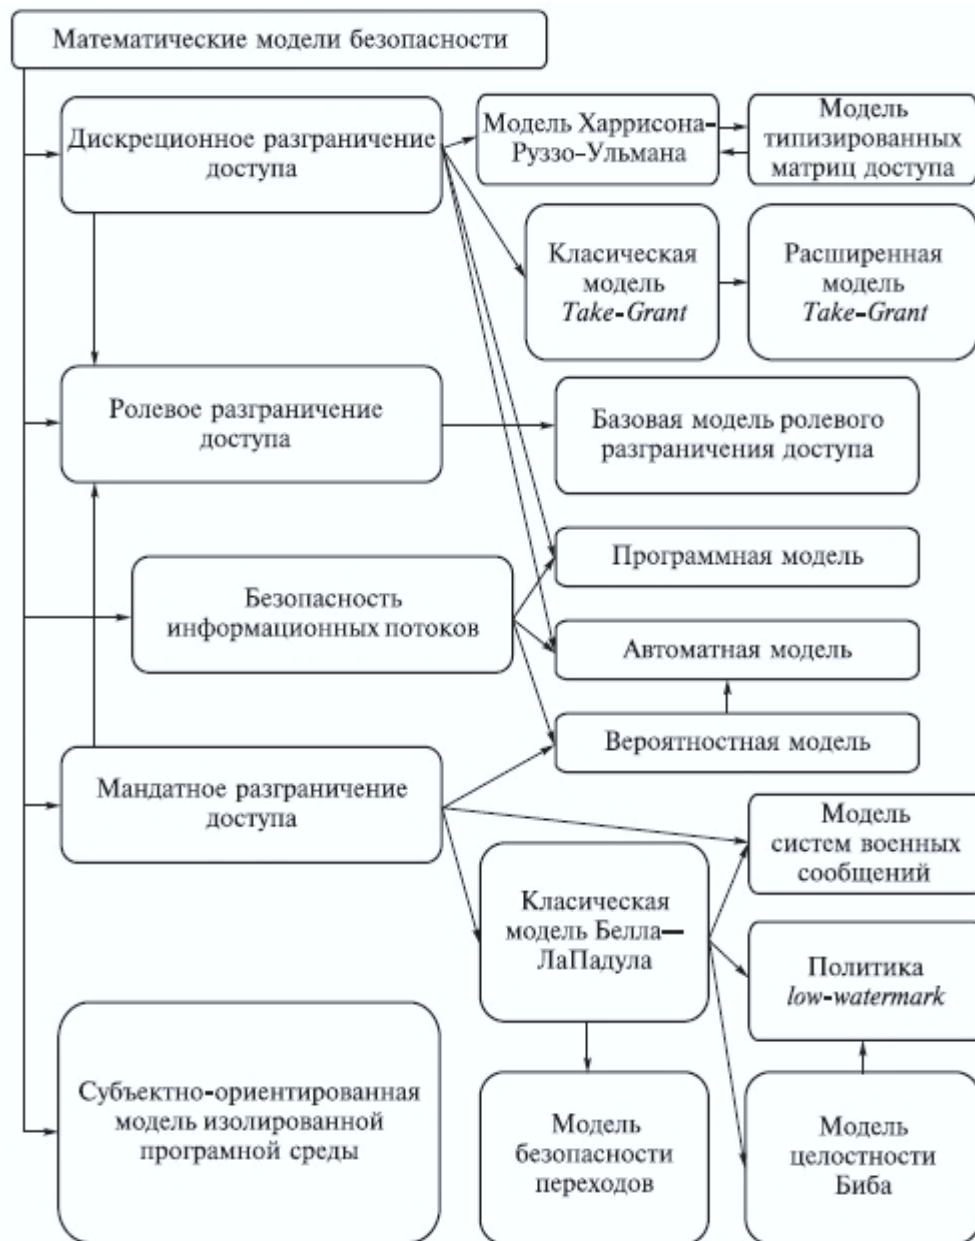 Математические модели безопасности
Дискреционное разграничение
доступа
Модель Харрисона-
Руззо-Ульмана
Модель
типизированных
матриц доступа
Класическая
модель
Take-Grant
Расширенная
модель
Take-Grant
Ролевое разграничение
доступа
Базовая модель ролевого
разграничения доступа
Программная модель
Безопасность
информационных потоков
Автоматная модель
Вероятностная модель
Мандатное разграничение
доступа
Модель
систем военных
сообщений
Класическая
модель Белла—
ЛаПадула
Политика
low-watermark
Субъектно-ориентированная
модель изолированной
програмной среды
Модель
безопасности
переходов
Модель
целостности
Биба